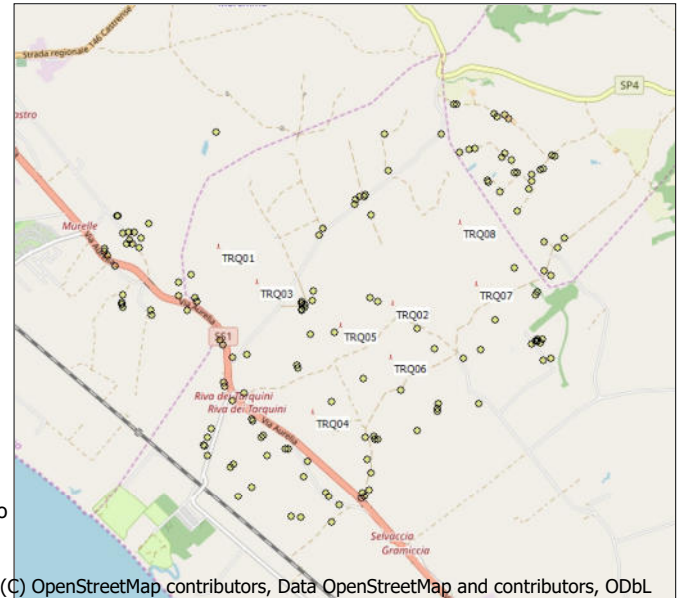 Strada regionale 146 Castrense
SP4
astro
Murelle
Via Aurelia
TRQ08
TRQ01
TRQ03
TRQ07
TRQ02
Via Aurelia
SS1
TRQ05
TRQ06
Riva dei Tarquini
Riva dei Tarquini
TRQ04
Via Aurelia
o
Selvaccia
Gramiccia
(C) OpenStreetMap contributors, Data OpenStreetMap and contributors, ODbL